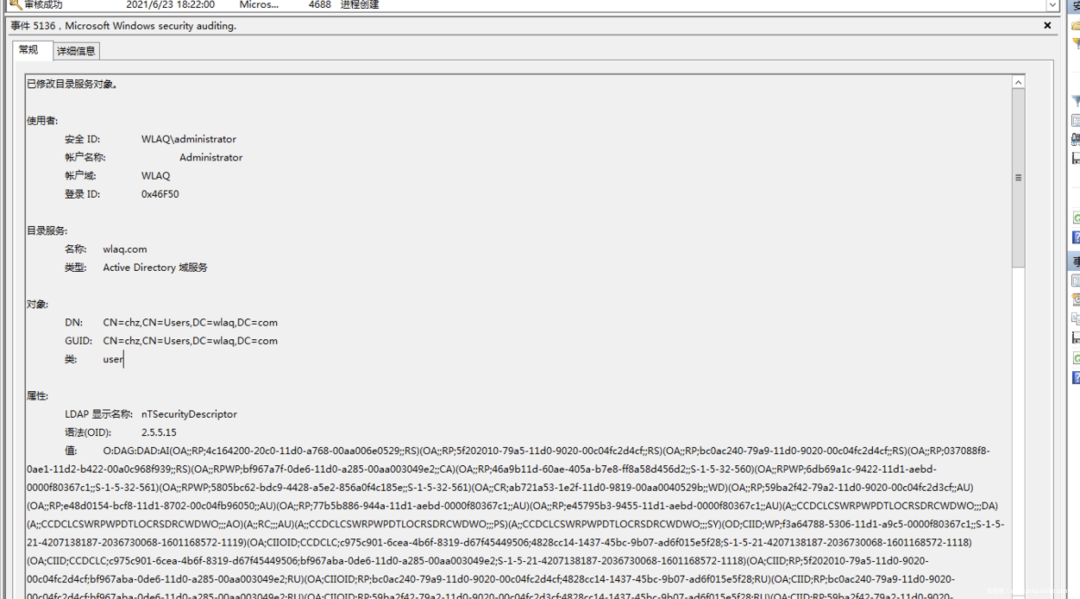 审核成功 2021/6/23 18:22:00 Micros... 4688 进程创建
事件 5136，Microsoft Windows security auditing.
常规 详细信息
已修改目录服务对象。
使用者:
安全 ID: WLAQ\administrator
帐户名称: Administrator
帐户域: WLAQ
登录 ID: 0x46F50
目录服务:
名称: wlaq.com
类型: Active Directory 域服务
对象:
DN: CN=chz,CN=Users,DC=wlaq,DC=com
GUID: CN=chz,CN=Users,DC=wlaq,DC=com
类: user
属性:
LDAP 显示名称: nTSecurityDescriptor
语法(OID): 2.5.5.15
值: O:DAG:DAD:AI(OA;;RP;4c164200-20c0-11d0-a768-00aa006e0529;;RS)(OA;;RP;5f202010-79a5-11d0-9020-00c04fc2d4cf;;RS)(OA;;RP;bc0ac240-79a9-11d0-9020-00c04fc2d4cf;;RS)(OA;;RP;037088f8-
0ae1-11d2-b422-00a0c968f939;;RS)(OA;;RPWP;bf967a7f-0de6-11d0-a285-00aa003049e2;;CA)(OA;;RP;46a9b11d-60ae-405a-b7e8-ff8a58d456d2;;S-1-5-32-560)(OA;;RPWP;6db69a1c-9422-11d1-aebd-
0000f80367c1;;S-1-5-32-561)(OA;;RPWP;5805bc62-bdc9-4428-a5e2-856a0f4c185e;;S-1-5-32-561)(OA;;CR;ab721a53-1e2f-11d0-9819-00aa0040529b;;WD)(OA;;RP;59ba2f42-79a2-11d0-9020-00c04fc2d3cf;;AU)
(OA;;RP;e48d0154-bcf8-11d1-8702-00c04fb96050;;AU)(OA;;RP;77b5b886-944a-11d1-aebd-0000f80367c1;;AU)(OA;;RP;e45795b3-9455-11d1-aebd-0000f80367c1;;AU)(A;;CCDCLCSWRPWPDTLOCRSDRCWDWO;;;DA)
(A;;CCDCLCSWRPWPDTLOCRSDRCWDWO;;;AO)(A;;RC;;;AU)(A;;CCDCLCSWRPWPDTLOCRSDRCWDWO;;;PS)(A;;CCDCLCSWRPWPDTLOCRSDRCWDWO;;;SY)(OD;CIID;WP;f3a64788-5306-11d1-a9c5-0000f80367c1;;S-1-5-
21-4207138187-2036730068-1601168572-1119)(OA;CIIOID;CCDCLC;c975c901-6cea-4b6f-8319-d67f45449506;4828cc14-1437-45bc-9b07-ad6f015e5f28;S-1-5-21-4207138187-2036730068-1601168572-1118)
(OA;CIID;CCDCLC;c975c901-6cea-4b6f-8319-d67f45449506;bf967aba-0de6-11d0-a285-00aa003049e2;S-1-5-21-4207138187-2036730068-1601168572-1118)(OA;CIID;RP;5f202010-79a5-11d0-9020-
00c04fc2d4cf;bf967aba-0de6-11d0-a285-00aa003049e2;RU)(OA;CIIOID;RP;bc0ac240-79a9-11d0-9020-00c04fc2d4cf;4828cc14-1437-45bc-9b07-ad6f015e5f28;RU)(OA;CIID;RP;bc0ac240-79a9-11d0-9020-
00c04fc2d4cf;bf967aba-0de6-11d0-a285-00aa003049e2;RU)(OA;CIIOID;RP;59ba2f42-79a2-11d0-9020-00c04fc2d3cf;4828cc14-1437-45bc-9b07-ad6f015e5f28;RU)(OA;CIID;RP;59ba2f42-79a2-11d0-9020-